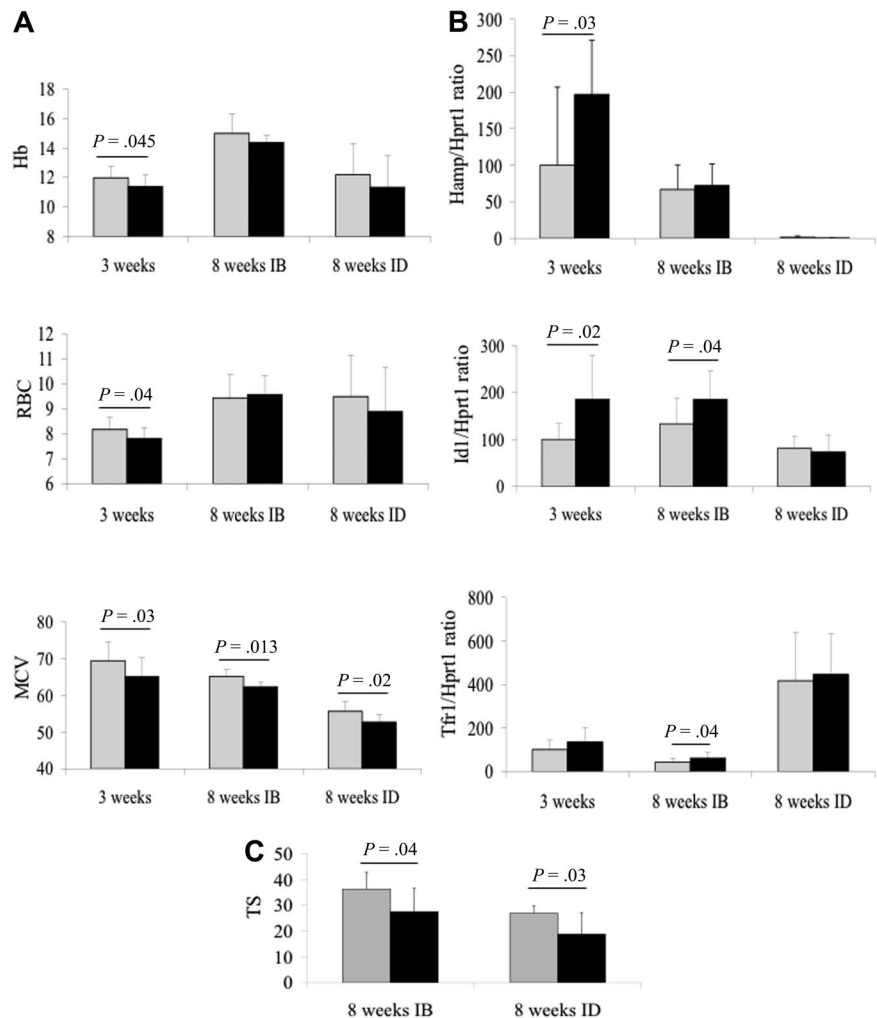 A
Hb
18
16
14
12
10
8
P = .045
3 weeks
8 weeks IB
8 weeks ID
RBC
12
11
10
9
8
7
6
P = .04
3 weeks
8 weeks IB
8 weeks ID
MCV
80
70
60
50
40
P = .03
P = .013
P = .02
3 weeks
8 weeks IB
8 weeks ID
B
Hamp/Hprt1 ratio
300
250
200
150
100
50
0
P = .03
3 weeks
8 weeks IB
8 weeks ID
Id1/Hprt1 ratio
300
200
100
0
P = .02
P = .04
3 weeks
8 weeks IB
8 weeks ID
Tfr1/Hprt1 ratio
800
600
400
200
0
P = .04
3 weeks
8 weeks IB
8 weeks ID
C
TS
50
40
30
20
10
0
P = .04
P = .03
8 weeks IB
8 weeks ID